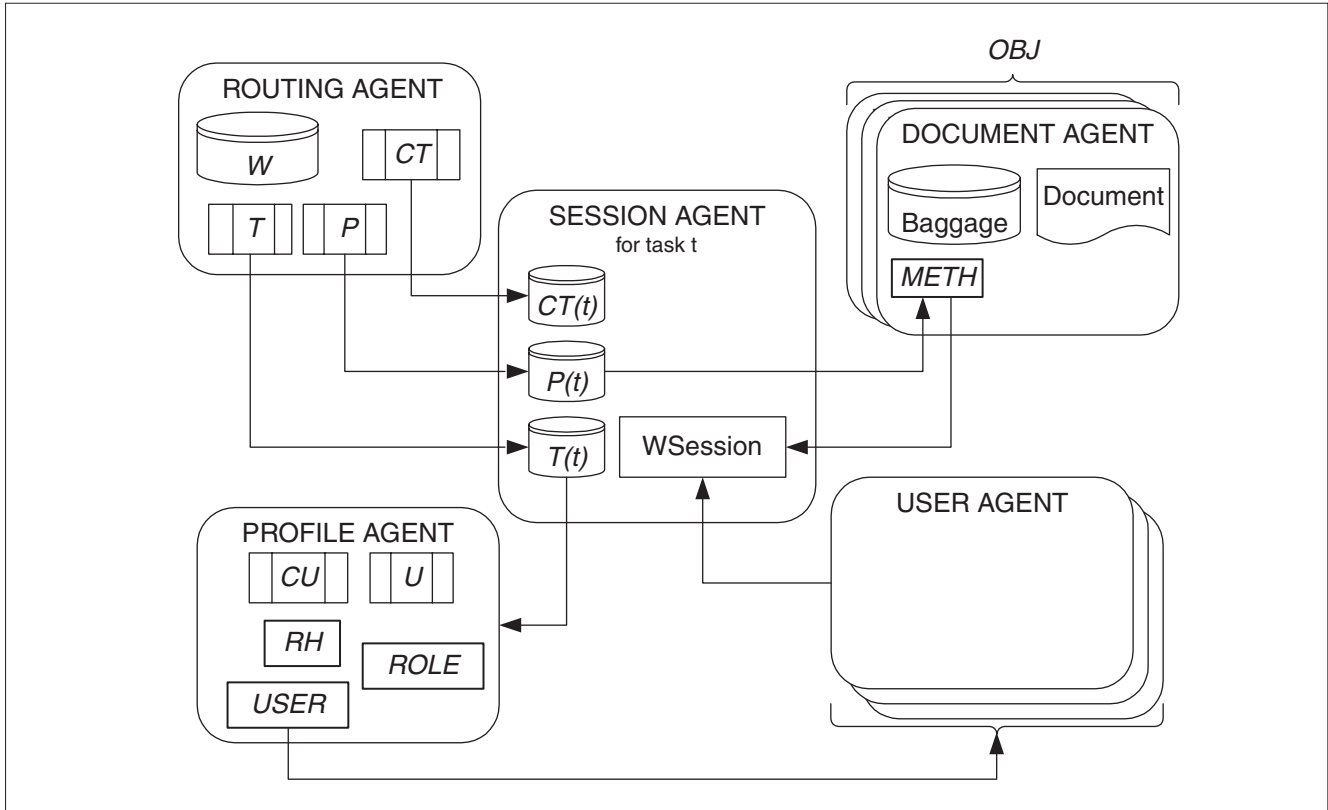 OBJ
ROUTING AGENT
W
CT
T
P
DOCUMENT AGENT
Baggage
Document
METH
SESSION AGENT
for task t
CT(t)
P(t)
T(t)
WSession
PROFILE AGENT
CU
U
RH
ROLE
USER
USER AGENT